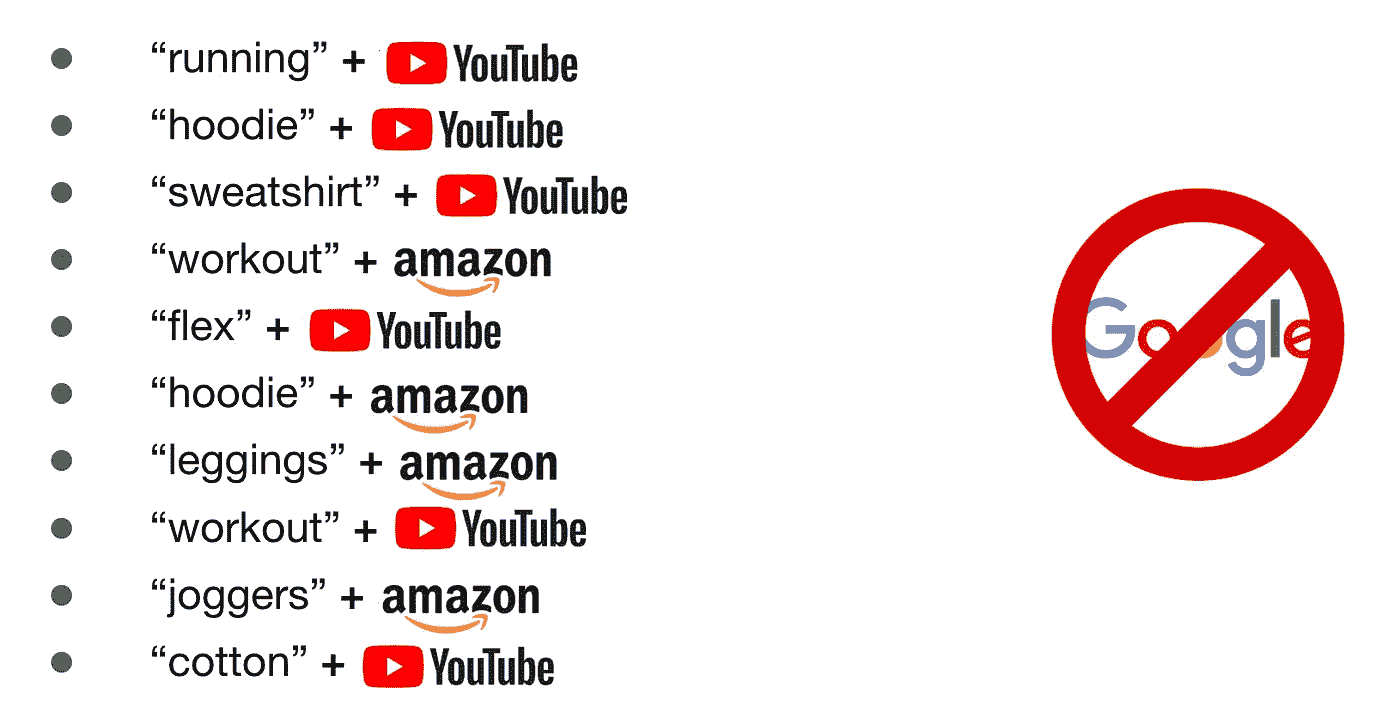 “running” + YouTube
“hoodie” + YouTube
“sweatshirt” + YouTube
“workout” + amazon
“flex” + YouTube
“hoodie” + amazon
“leggings” + amazon
“workout” + YouTube
“joggers” + amazon
“cotton” + YouTube
Google